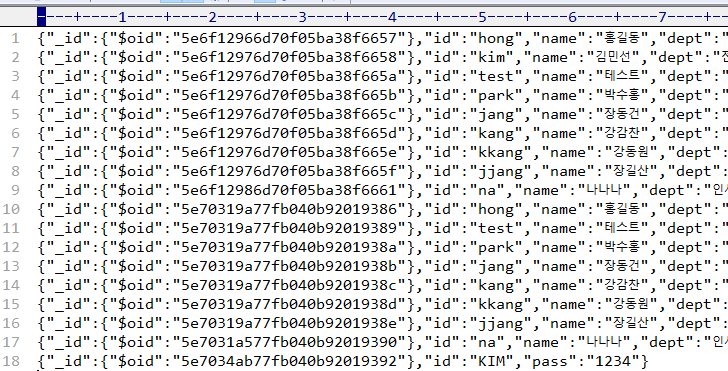 ----+----1----+----2----+----3----+----4----+----5----+----6----+----7----+-
1 {"_id":{"$oid":"5e6f12966d70f05ba38f6657"},"id":"hong","name":"홍길동","dept":"
2 {"_id":{"$oid":"5e6f12976d70f05ba38f6658"},"id":"kim","name":"김민선","dept":"
3 {"_id":{"$oid":"5e6f12976d70f05ba38f665a"},"id":"test","name":"테스트","dept":"
4 {"_id":{"$oid":"5e6f12976d70f05ba38f665b"},"id":"park","name":"박수홍","dept":"
5 {"_id":{"$oid":"5e6f12976d70f05ba38f665c"},"id":"jang","name":"장동건","dept":"
6 {"_id":{"$oid":"5e6f12976d70f05ba38f665d"},"id":"kang","name":"강감찬","dept":"
7 {"_id":{"$oid":"5e6f12976d70f05ba38f665e"},"id":"kkang","name":"강동원","dept":
8 {"_id":{"$oid":"5e6f12976d70f05ba38f665f"},"id":"jjang","name":"장길산","dept":
9 {"_id":{"$oid":"5e6f12986d70f05ba38f6661"},"id":"na","name":"나나나","dept":"인사
10 {"_id":{"$oid":"5e70319a77fb040b92019386"},"id":"hong","name":"홍길동","dept":"
11 {"_id":{"$oid":"5e70319a77fb040b92019389"},"id":"test","name":"테스트","dept":"
12 {"_id":{"$oid":"5e70319a77fb040b9201938a"},"id":"park","name":"박수홍","dept":"
13 {"_id":{"$oid":"5e70319a77fb040b9201938b"},"id":"jang","name":"장동건","dept":"
14 {"_id":{"$oid":"5e70319a77fb040b9201938c"},"id":"kang","name":"강감찬","dept":"
15 {"_id":{"$oid":"5e70319a77fb040b9201938d"},"id":"kkang","name":"강동원","dept":
16 {"_id":{"$oid":"5e70319a77fb040b9201938e"},"id":"jjang","name":"장길산","dept":
17 {"_id":{"$oid":"5e7031a577fb040b92019390"},"id":"na","name":"나나나","dept":"인사
18 {"_id":{"$oid":"5e7034ab77fb040b92019392"},"id":"KIM","pass":"1234"}